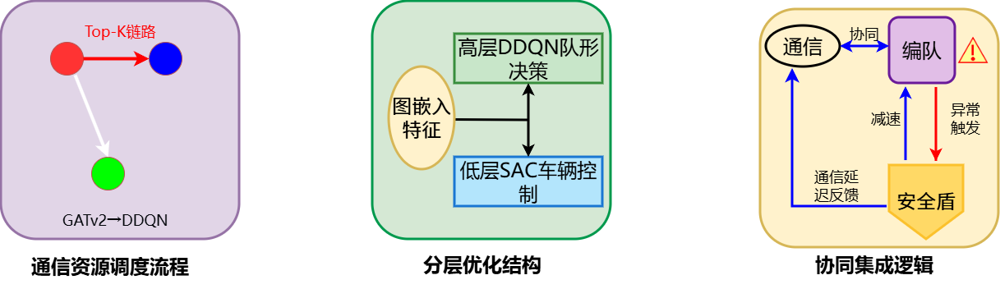 Top-K链路
GATv2→DDQN
通信资源调度流程
高层DDQN队形
决策
图嵌入
特征
低层SAC车辆控
制
分层优化结构
通信
协同
编队
减速
异常
触发
通信延
迟反馈
安全盾
协同集成逻辑